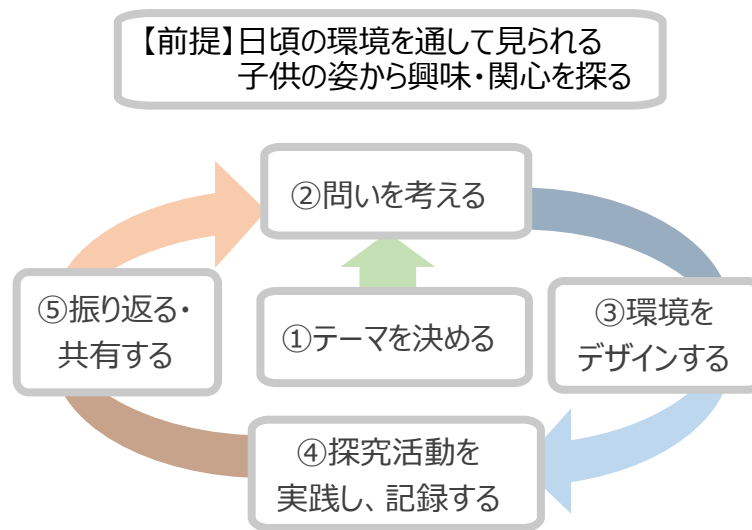 【前提】日頃の環境を通して見られる
子供の姿から興味・関心を探る
②問いを考える
①テーマを決める
③環境を
デザインする
④探究活動を
実践し、記録する
⑤振り返る・
共有する